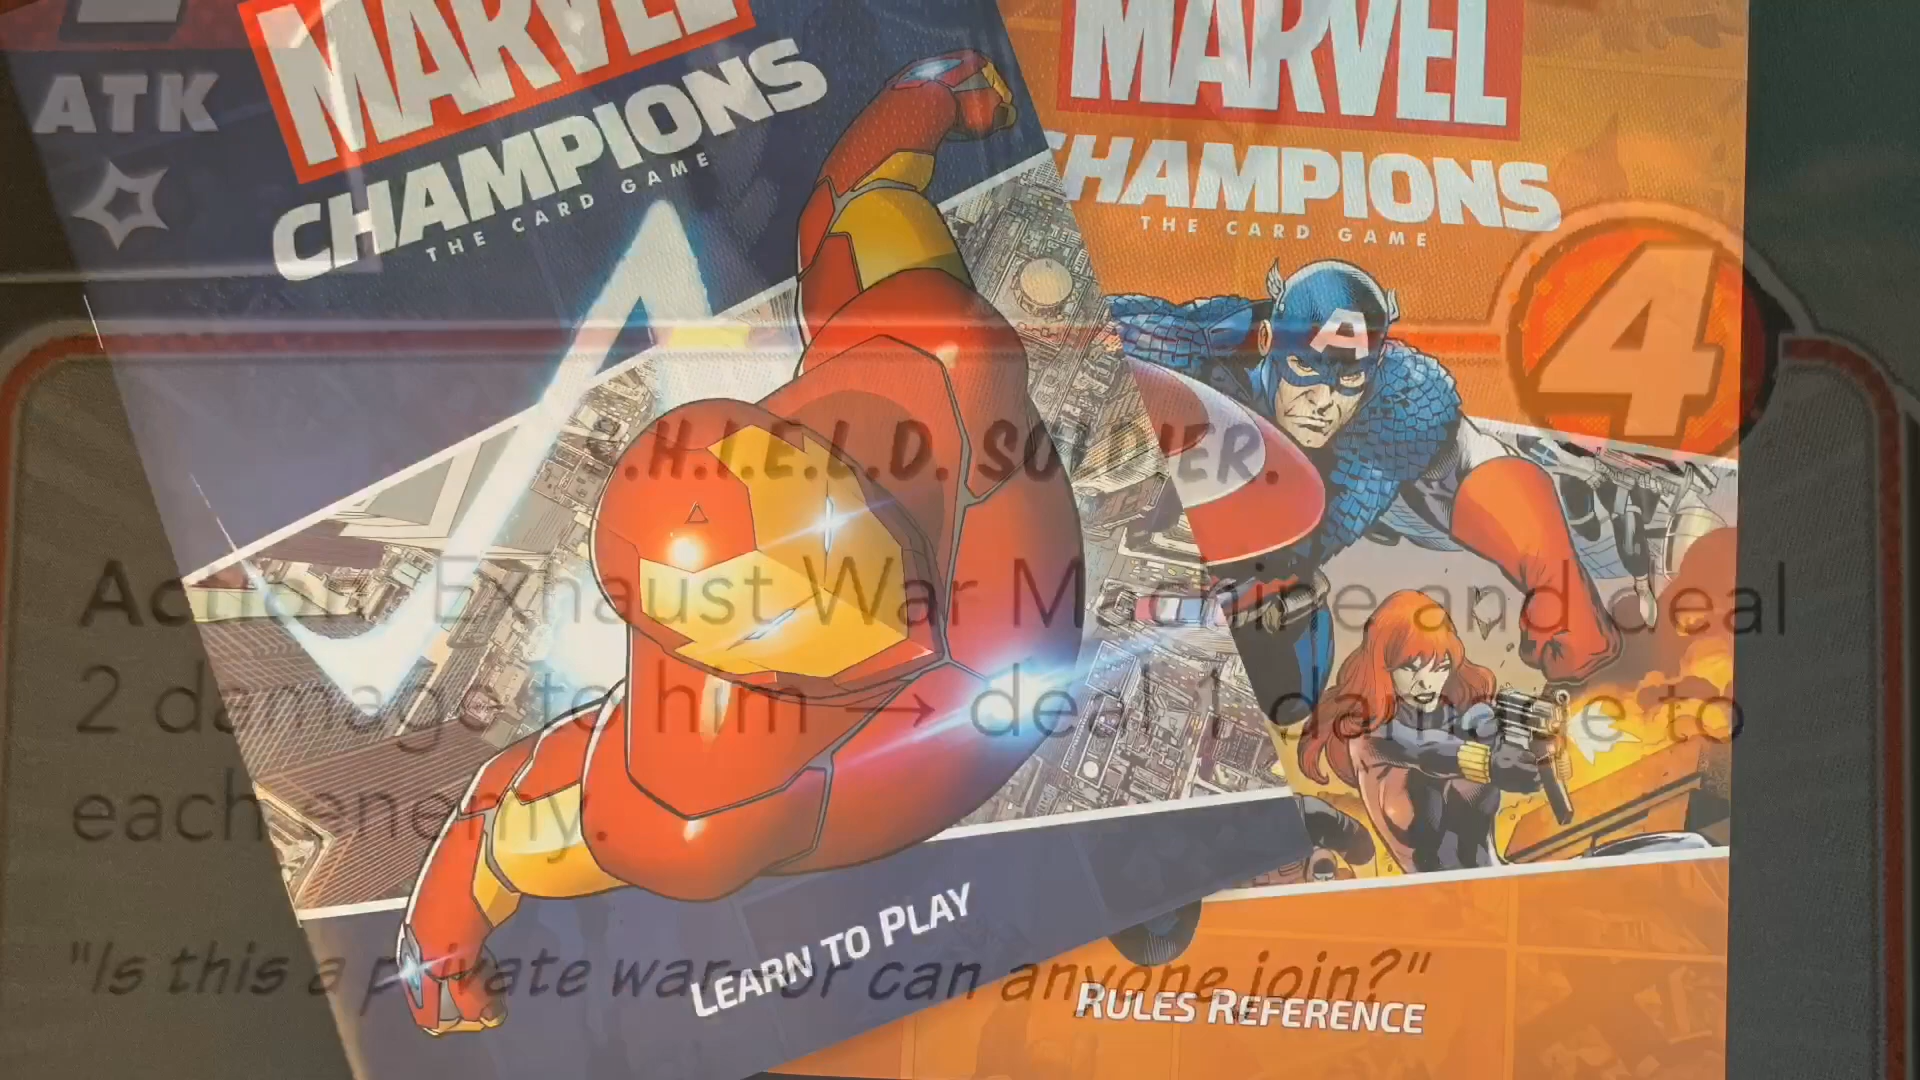 MARVEL
CHAMPIONS
THE CARD GAME
LEARN TO PLAY
MARVEL
CHAMPIONS
THE CARD GAME
A
RULES REFERENCE
ATK
4
S.H.I.E.L.D. SOLDIER.
Action: Exhaust War Machine and deal
2 damage to him → deal 1 damage to
each enemy.
"Is this a private war—or can anyone join?"